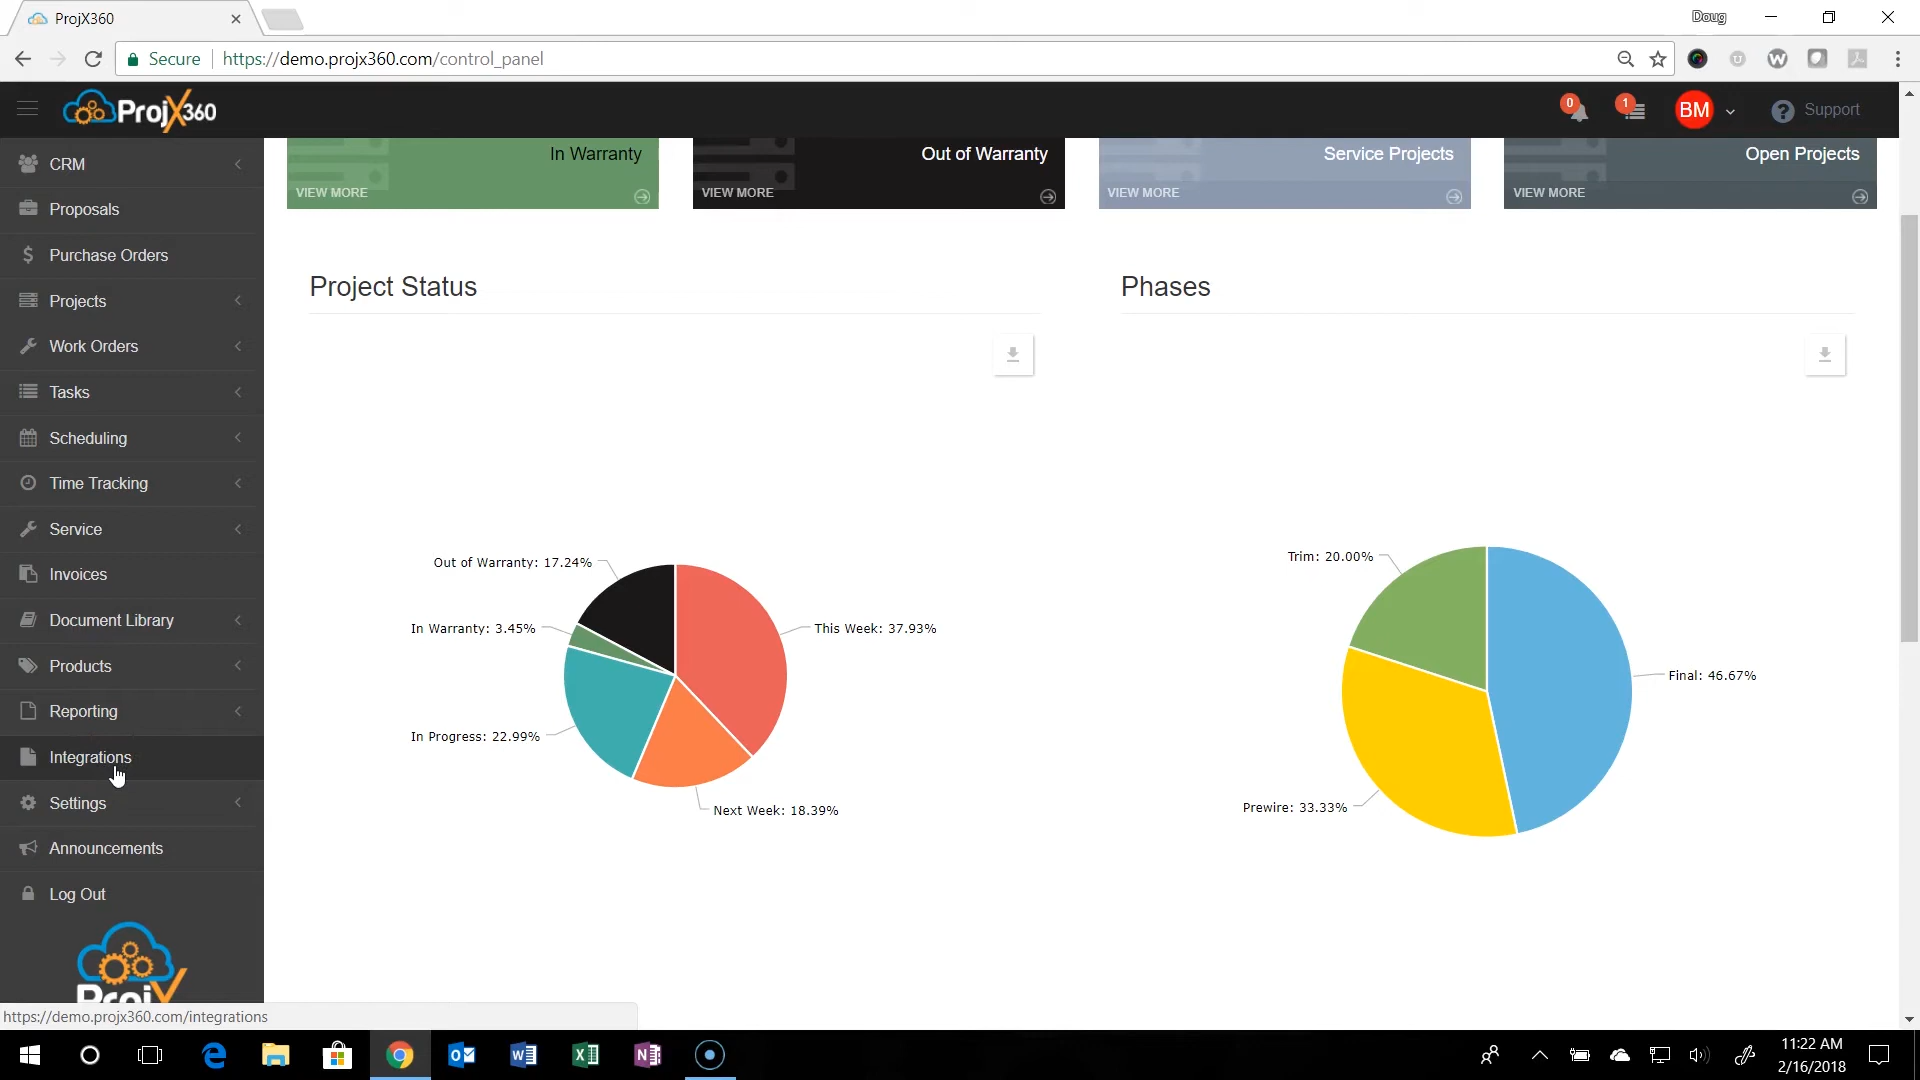 ProjX360
Doug
Secure
https://demo.projx360.com/control_panel
ProjX360
0
1
BM
Support
CRM
Proposals
Purchase Orders
Projects
Work Orders
Tasks
Scheduling
Time Tracking
Service
Invoices
Document Library
Products
Reporting
Integrations
Settings
Announcements
Log Out
In Warranty
VIEW MORE
Out of Warranty
VIEW MORE
Service Projects
VIEW MORE
Open Projects
VIEW MORE
Project Status
Out of Warranty: 17.24%
In Warranty: 3.45%
This Week: 37.93%
In Progress: 22.99%
Next Week: 18.39%
Phases
Trim: 20.00%
Final: 46.67%
Prewire: 33.33%
https://demo.projx360.com/integrations
11:22 AM
2/16/2018